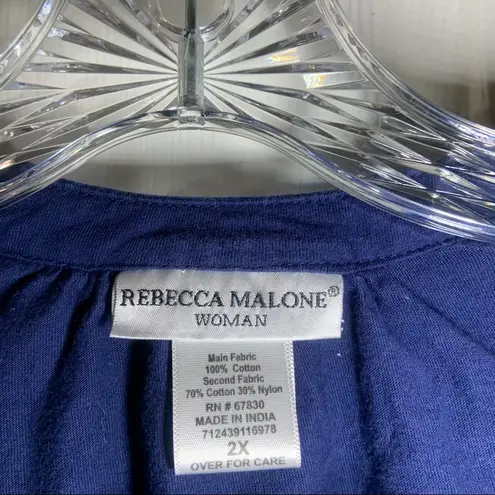 REBECCA MALONE®
WOMAN
Main Fabric
100% Cotton
Second Fabric
70% Cotton 30% Nylon
RN # 67830
MADE IN INDIA
712439116978
2X
OVER FOR CARE